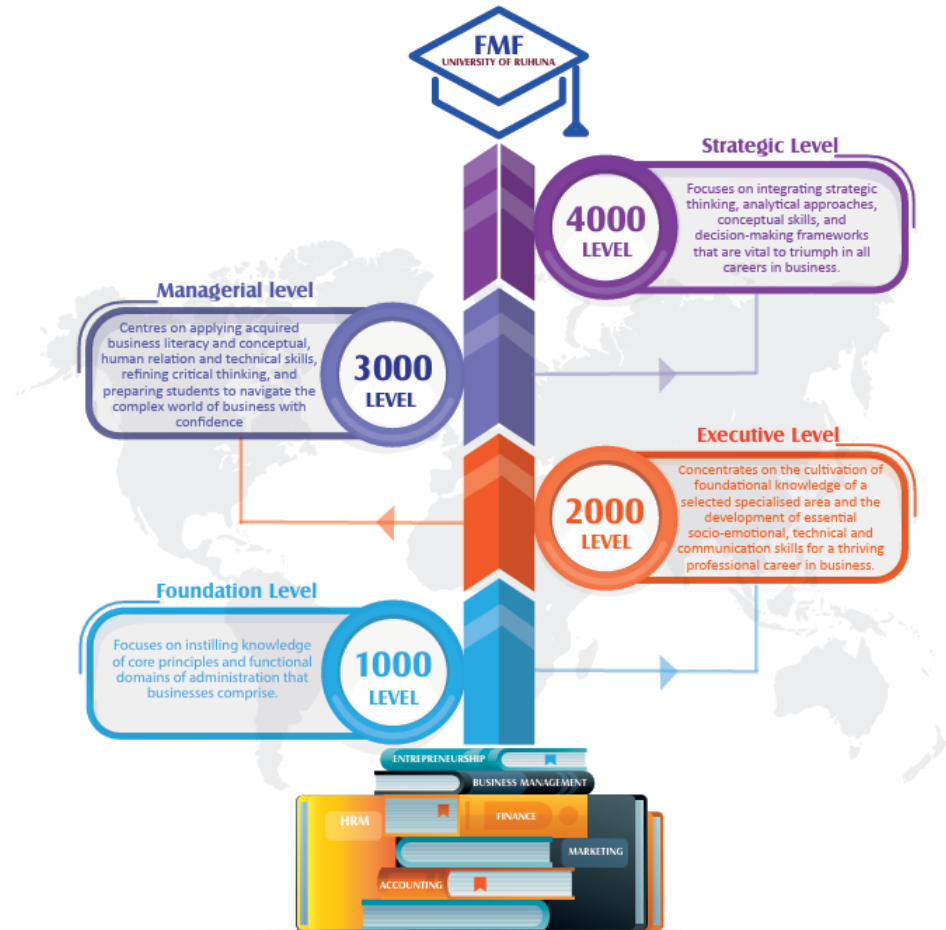 FMF
UNIVERSITY OF RUHUNA
Strategic Level
4000
LEVEL
Focuses on integrating strategic
thinking, analytical approaches,
conceptual skills, and
decision-making frameworks
that are vital to triumph in all
careers in business.
Managerial level
Centres on applying acquired
business literacy and conceptual,
human relation and technical skills,
refining critical thinking, and
preparing students to navigate the
complex world of business with
confidence
3000
LEVEL
Executive Level
2000
LEVEL
Concentrates on the cultivation of
foundational knowledge of a
selected specialised area and the
development of essential
socio-emotional, technical and
communication skills for a thriving
professional career in business.
Foundation Level
Focuses on instilling knowledge
of core principles and functional
domains of administration that
businesses comprise.
1000
LEVEL
ENTREPRENEURSHIP
BUSINESS MANAGEMENT
HRM
FINANCE
MARKETING
ACCOUNTING